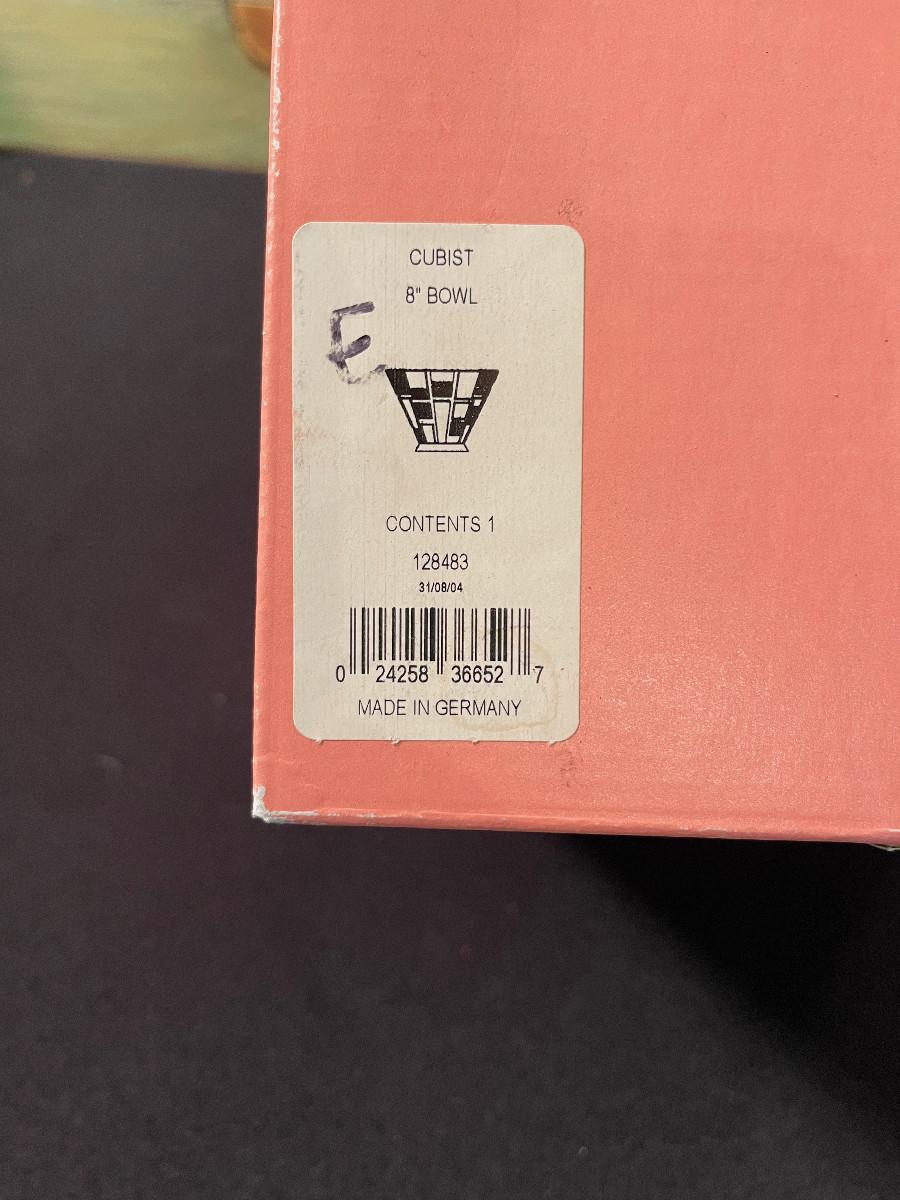 CUBIST
8" BOWL
E
CONTENTS 1
128483
31/08/04
0 24258 36652 7
MADE IN GERMANY